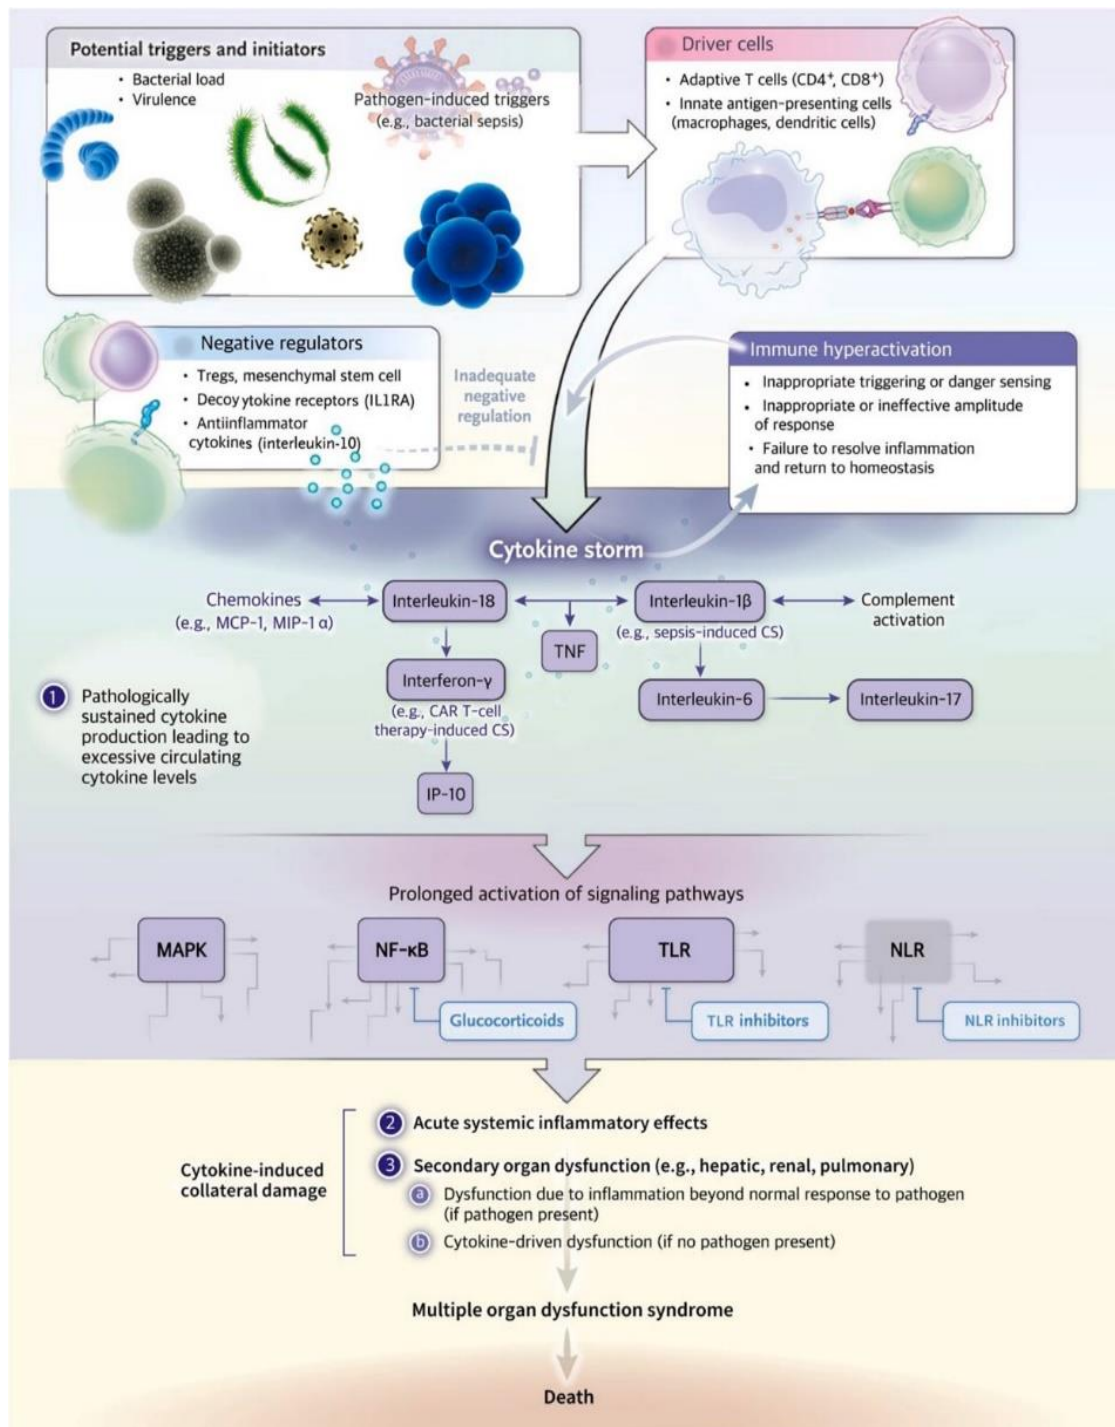 Potential triggers and initiators
• Bacterial load
• Virulence
Pathogen-induced triggers
(e.g., bacterial sepsis)
Driver cells
• Adaptive T cells (CD4⁺, CD8⁺)
• Innate antigen-presenting cells
(macrophages, dendritic cells)
Negative regulators
• Tregs, mesenchymal stem cell
• Decoy ytokine receptors (IL1RA)
• Antiinflammator
cytokines (interleukin-10)
Inadequate
negative
regulation
Immune hyperactivation
• Inappropriate triggering or danger sensing
• Inappropriate or ineffective amplitude
of response
• Failure to resolve inflammation
and return to homeostasis
Cytokine storm
Chemokines
(e.g., MCP-1, MIP-1 α)
Interleukin-18
Interleukin-1β
(e.g., sepsis-induced CS)
Complement
activation
TNF
Interferon-γ
(e.g., CAR T-cell
therapy-induced CS)
Interleukin-6
Interleukin-17
IP-10
1 Pathologically
sustained cytokine
production leading to
excessive circulating
cytokine levels
Prolonged activation of signaling pathways
MAPK
NF-κB
TLR
NLR
Glucocorticoids
TLR inhibitors
NLR inhibitors
Cytokine-induced
collateral damage
2 Acute systemic inflammatory effects
3 Secondary organ dysfunction (e.g., hepatic, renal, pulmonary)
a Dysfunction due to inflammation beyond normal response to pathogen
(if pathogen present)
b Cytokine-driven dysfunction (if no pathogen present)
Multiple organ dysfunction syndrome
Death